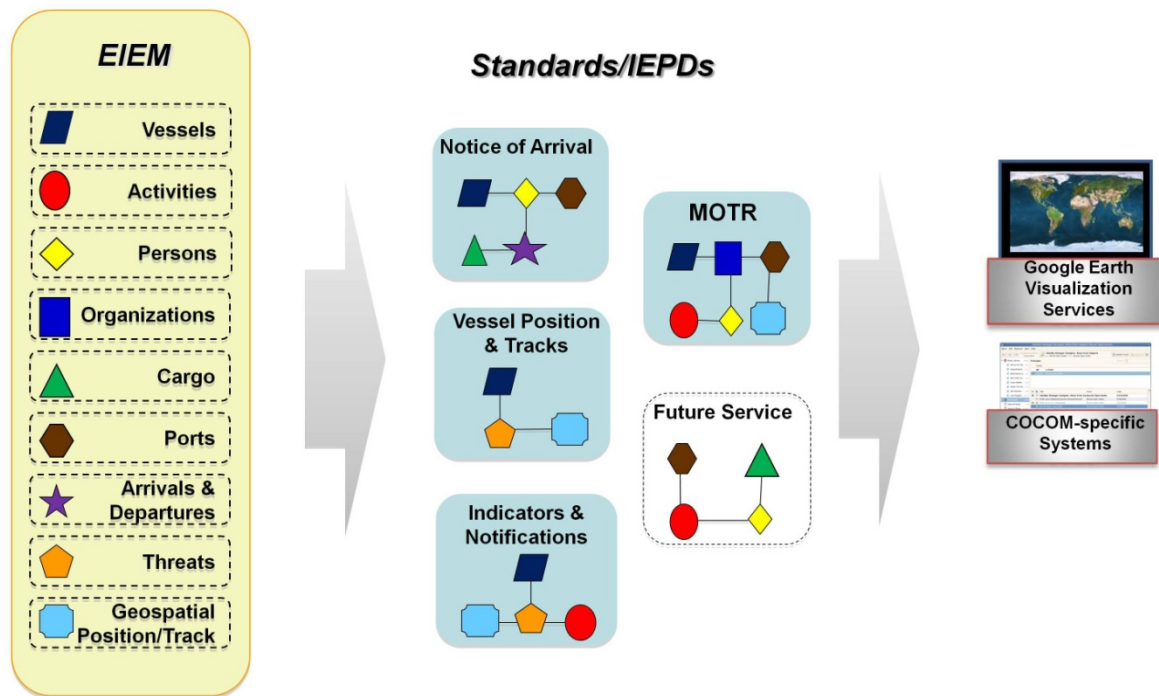 EIEM
Vessels
Activities
Persons
Organizations
Cargo
Ports
Arrivals &
Departures
Threats
Geospatial
Position/Track
Standards/IEPDs
Notice of Arrival
Vessel Position
& Tracks
Indicators &
Notifications
MOTR
Future Service
Google Earth
Visualization
Services
COCOM-specific
Systems